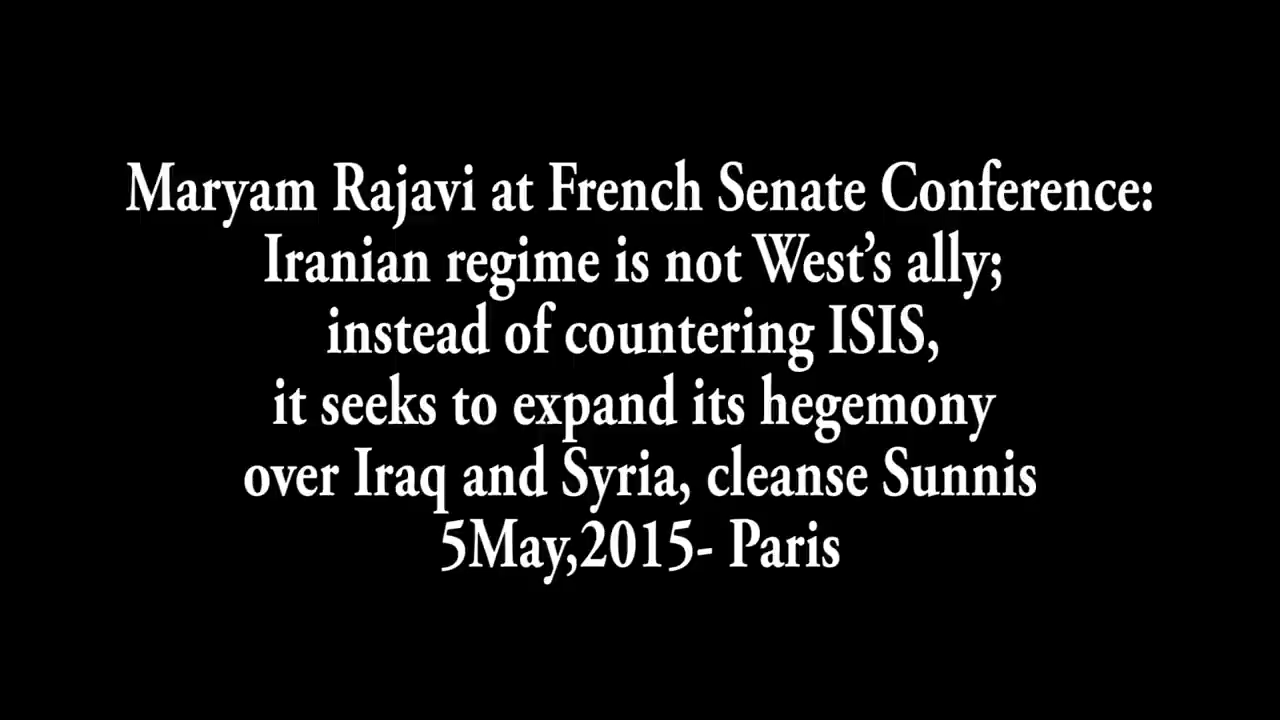 Maryam Rajavi at French Senate Conference:
Iranian regime is not West’s ally;
instead of countering ISIS,
it seeks to expand its hegemony
over Iraq and Syria, cleanse Sunnis
5May,2015- Paris